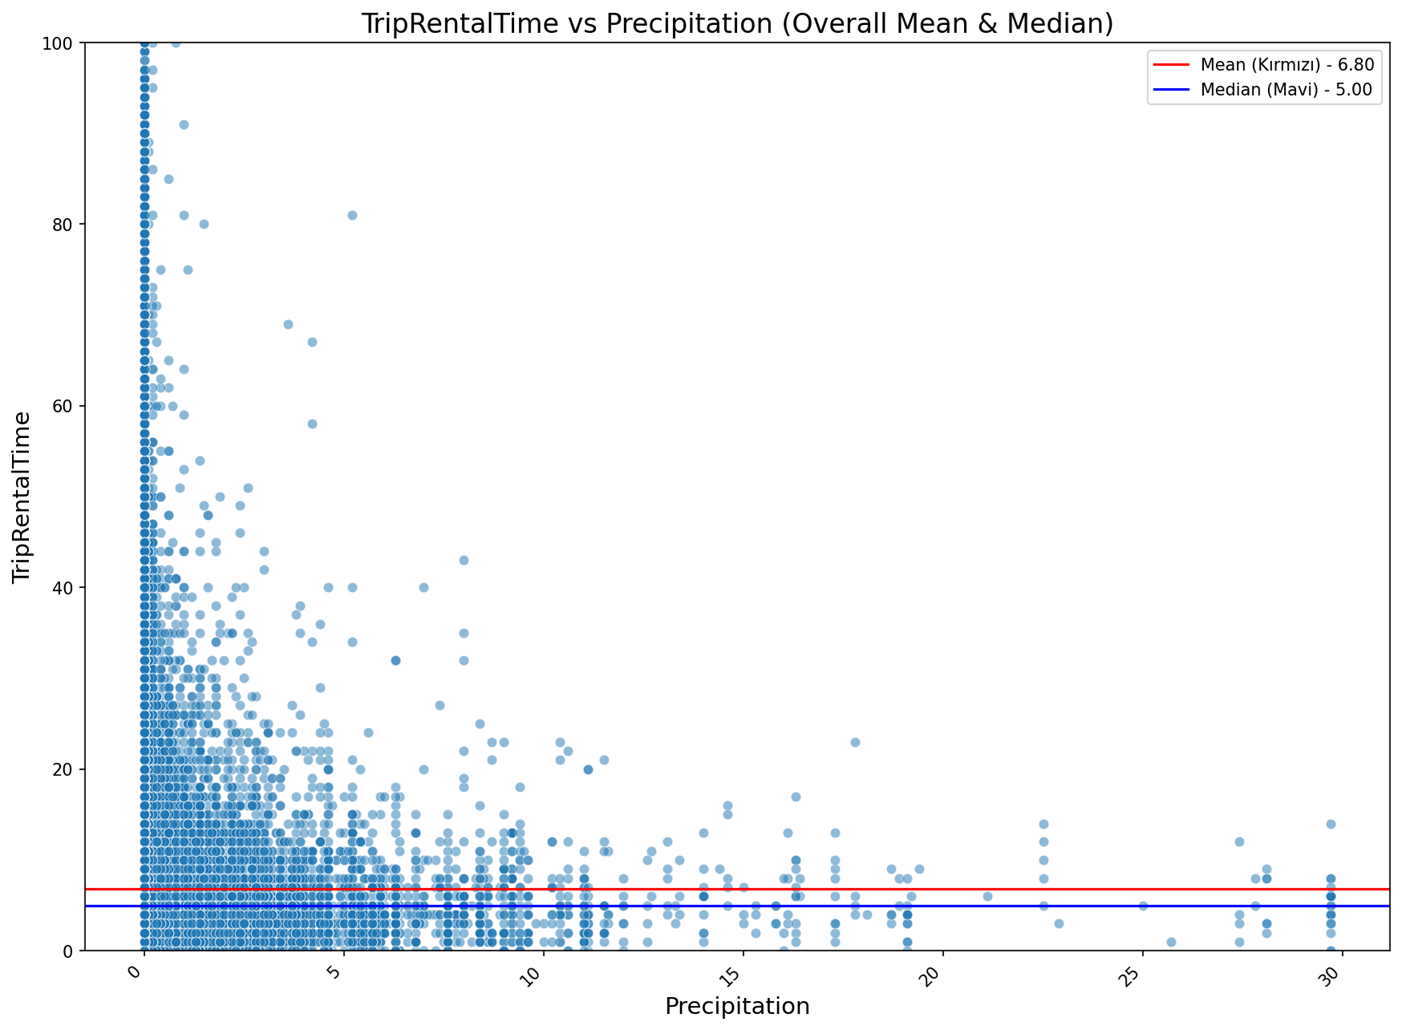 TripRentalTime vs Precipitation (Overall Mean & Median)
Mean (Kırmızı) - 6.80
Median (Mavi) - 5.00
TripRentalTime
100
80
60
40
20
0
0
5
10
15
20
25
30
Precipitation